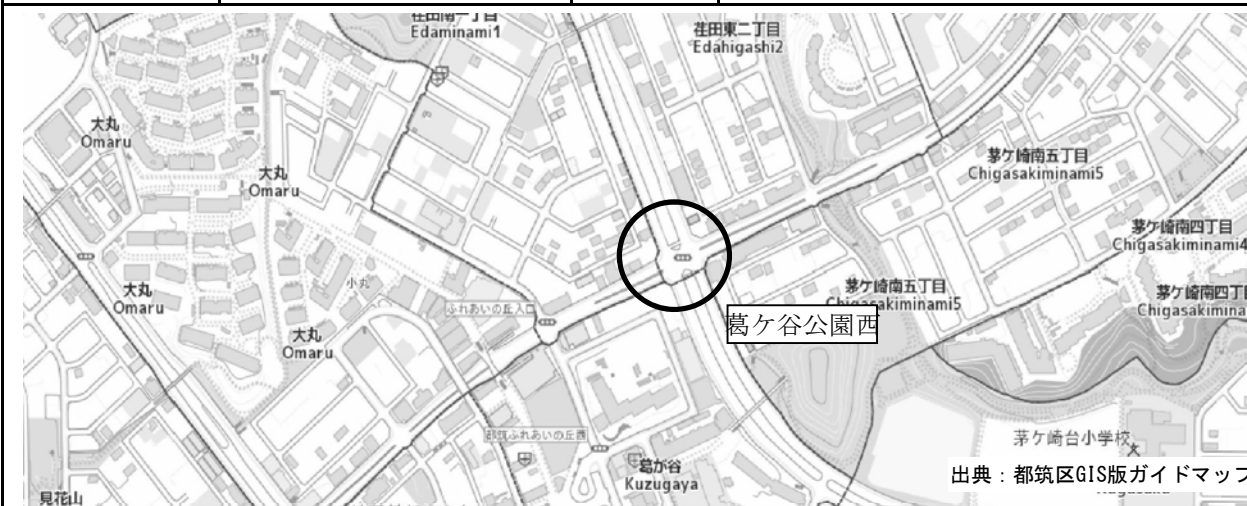 荏田南一丁目
Edaminami1
荏田東二丁目
Edahigashi2
大丸
Omaru
大丸
Omaru
茅ケ崎南五丁目
Chigasakiminami5
茅ケ崎南四丁目
Chigasakiminami4
大丸
Omaru
小丸
ふれあいの丘入口
茅ケ崎南五丁目
Chigasakiminami5
茅ケ崎南四丁目
Chigasakimina
葛ケ谷公園西
大丸
Omaru
都筑ふれあいの丘西
葛が谷
Kuzugaya
茅ケ崎台小学校
出典：都筑区GIS版ガイドマップ
見花山